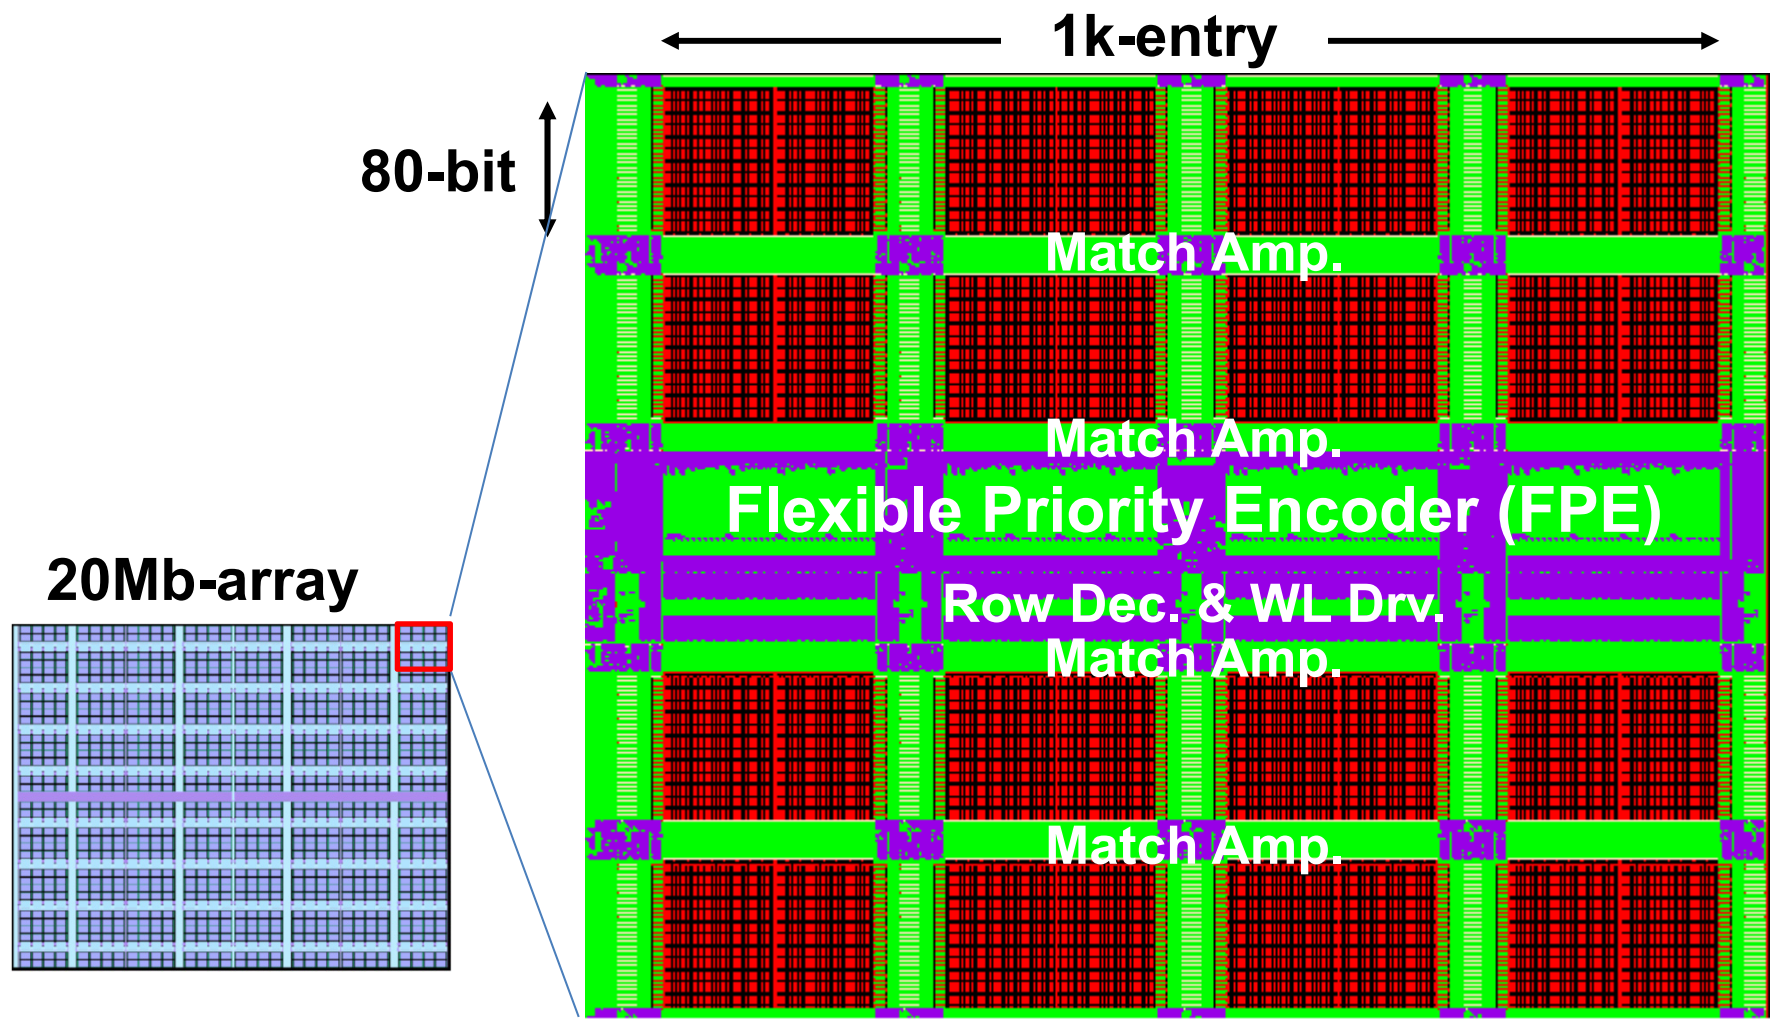 1k-entry
80-bit
Match Amp.
Match Amp.
Flexible Priority Encoder (FPE)
20Mb-array
Row Dec. & WL Drv.
Match Amp.
Match Amp.